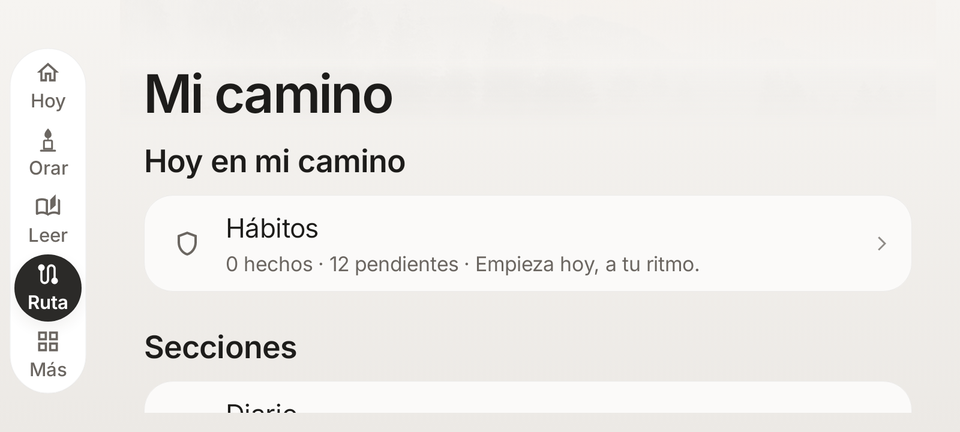 Hoy
Orar
Leer
Ruta
Más
Mi camino
Hoy en mi camino
Hábitos
0 hechos · 12 pendientes · Empieza hoy, a tu ritmo.
Secciones
Diario